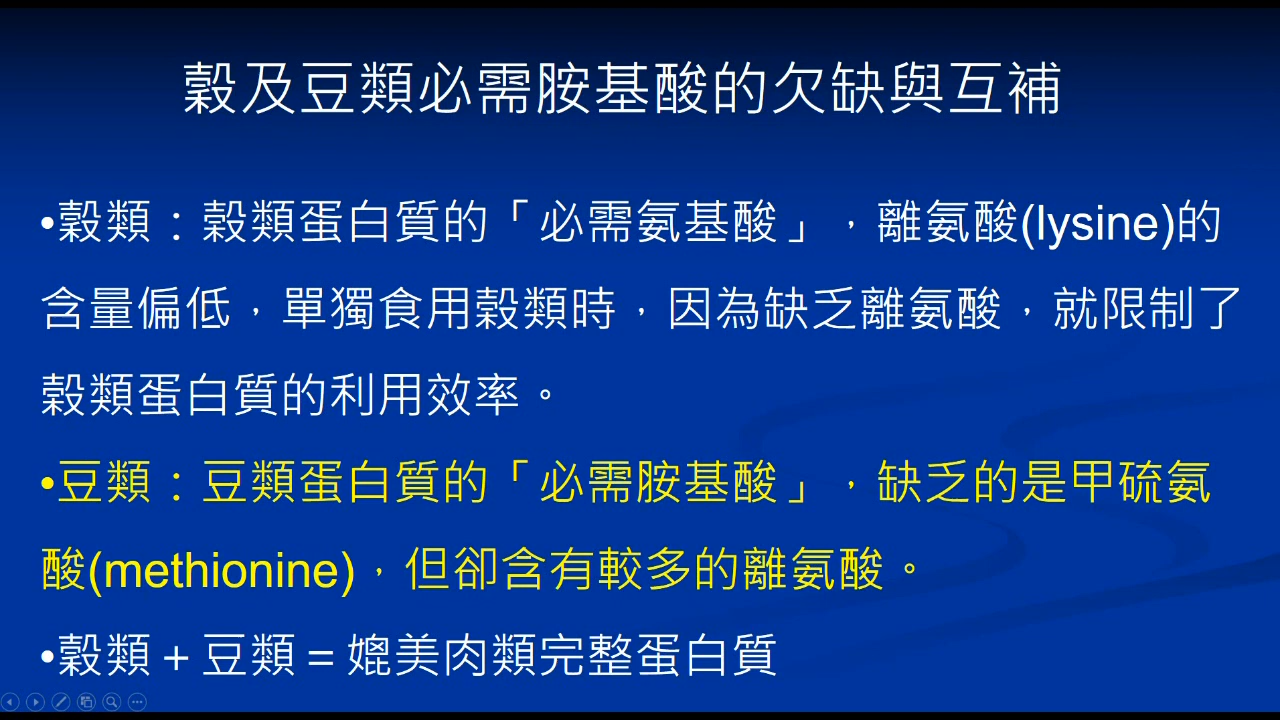 穀及豆類必需胺基酸的欠缺與互補
•穀類：穀類蛋白質的「必需氨基酸」，離氨酸(lysine)的
含量偏低，單獨食用穀類時，因為缺乏離氨酸，就限制了
穀類蛋白質的利用效率。
•豆類：豆類蛋白質的「必需胺基酸」，缺乏的是甲硫氨
酸(methionine)，但卻含有較多的離氨酸。
•穀類＋豆類＝媲美肉類完整蛋白質